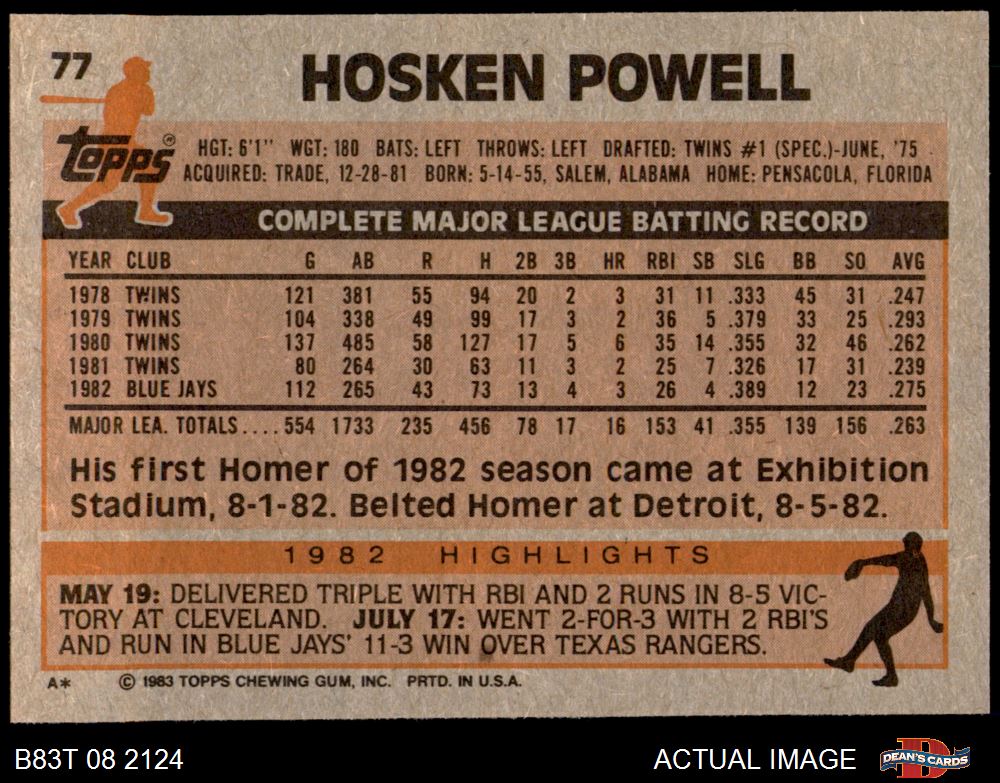 77
HOSKEN POWELL
topps®
HGT: 6'1" WGT: 180 BATS: LEFT THROWS: LEFT DRAFTED: TWINS #1 (SPEC.)-JUNE, '75
ACQUIRED: TRADE, 12-28-81 BORN: 5-14-55, SALEM, ALABAMA HOME: PENSACOLA, FLORIDA
COMPLETE MAJOR LEAGUE BATTING RECORD
YEAR CLUB G AB R H 2B 3B HR RBI SB SLG BB SO AVG
1978 TWINS 121 381 55 94 20 2 3 31 11 .333 45 31 .247
1979 TWINS 104 338 49 99 17 3 2 36 5 .379 33 25 .293
1980 TWINS 137 485 58 127 17 5 6 35 14 .355 32 46 .262
1981 TWINS 80 264 30 63 11 3 2 25 7 .326 17 31 .239
1982 BLUE JAYS 112 265 43 73 13 4 3 26 4 .389 12 23 .275
MAJOR LEA. TOTALS.... 554 1733 235 456 78 17 16 153 41 .355 139 156 .263
His first Homer of 1982 season came at Exhibition
Stadium, 8-1-82. Belted Homer at Detroit, 8-5-82.
1982 HIGHLIGHTS
MAY 19: DELIVERED TRIPLE WITH RBI AND 2 RUNS IN 8-5 VIC-
TORY AT CLEVELAND. JULY 17: WENT 2-FOR-3 WITH 2 RBI'S
AND RUN IN BLUE JAYS' 11-3 WIN OVER TEXAS RANGERS.
A* © 1983 TOPPS CHEWING GUM, INC. PRTD. IN U.S.A.
B83T 08 2124 ACTUAL IMAGE DEAN'S CARDS